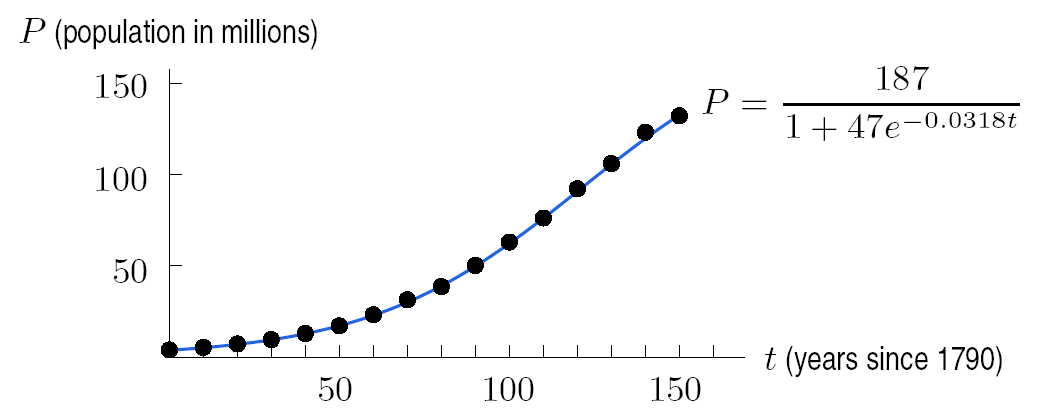 P (population in millions)
150
100
50
P = 187 / (1 + 47e^{-0.0318t})
50
100
150
t (years since 1790)